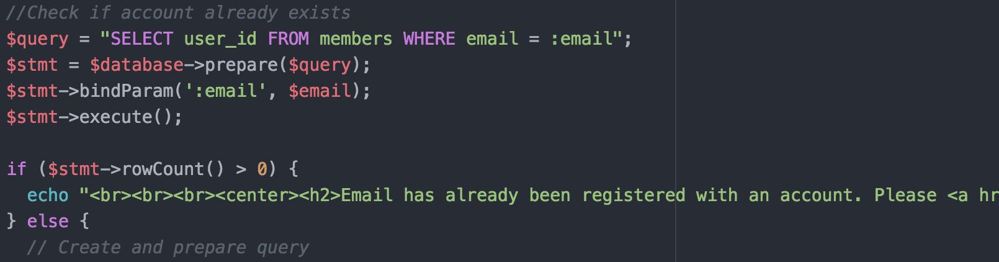 //Check if account already exists
$query = "SELECT user_id FROM members WHERE email = :email";
$stmt = $database->prepare($query);
$stmt->bindParam(':email', $email);
$stmt->execute();
if ($stmt->rowCount() > 0) {
echo "<br><br><br><center><h2>Email has already been registered with an account. Please <a hr
} else {
// Create and prepare query